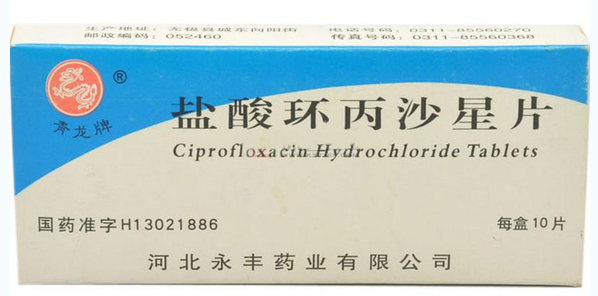 生产地址：无极县城东向阳街
电话号码：0311-85560270
邮政编码：052460
传真号码：0311-85560368
®
青龙牌
盐酸环丙沙星片
Ciprofloxacin Hydrochloride Tablets
国药准字H13021886
每盒10片
河北永丰药业有限公司